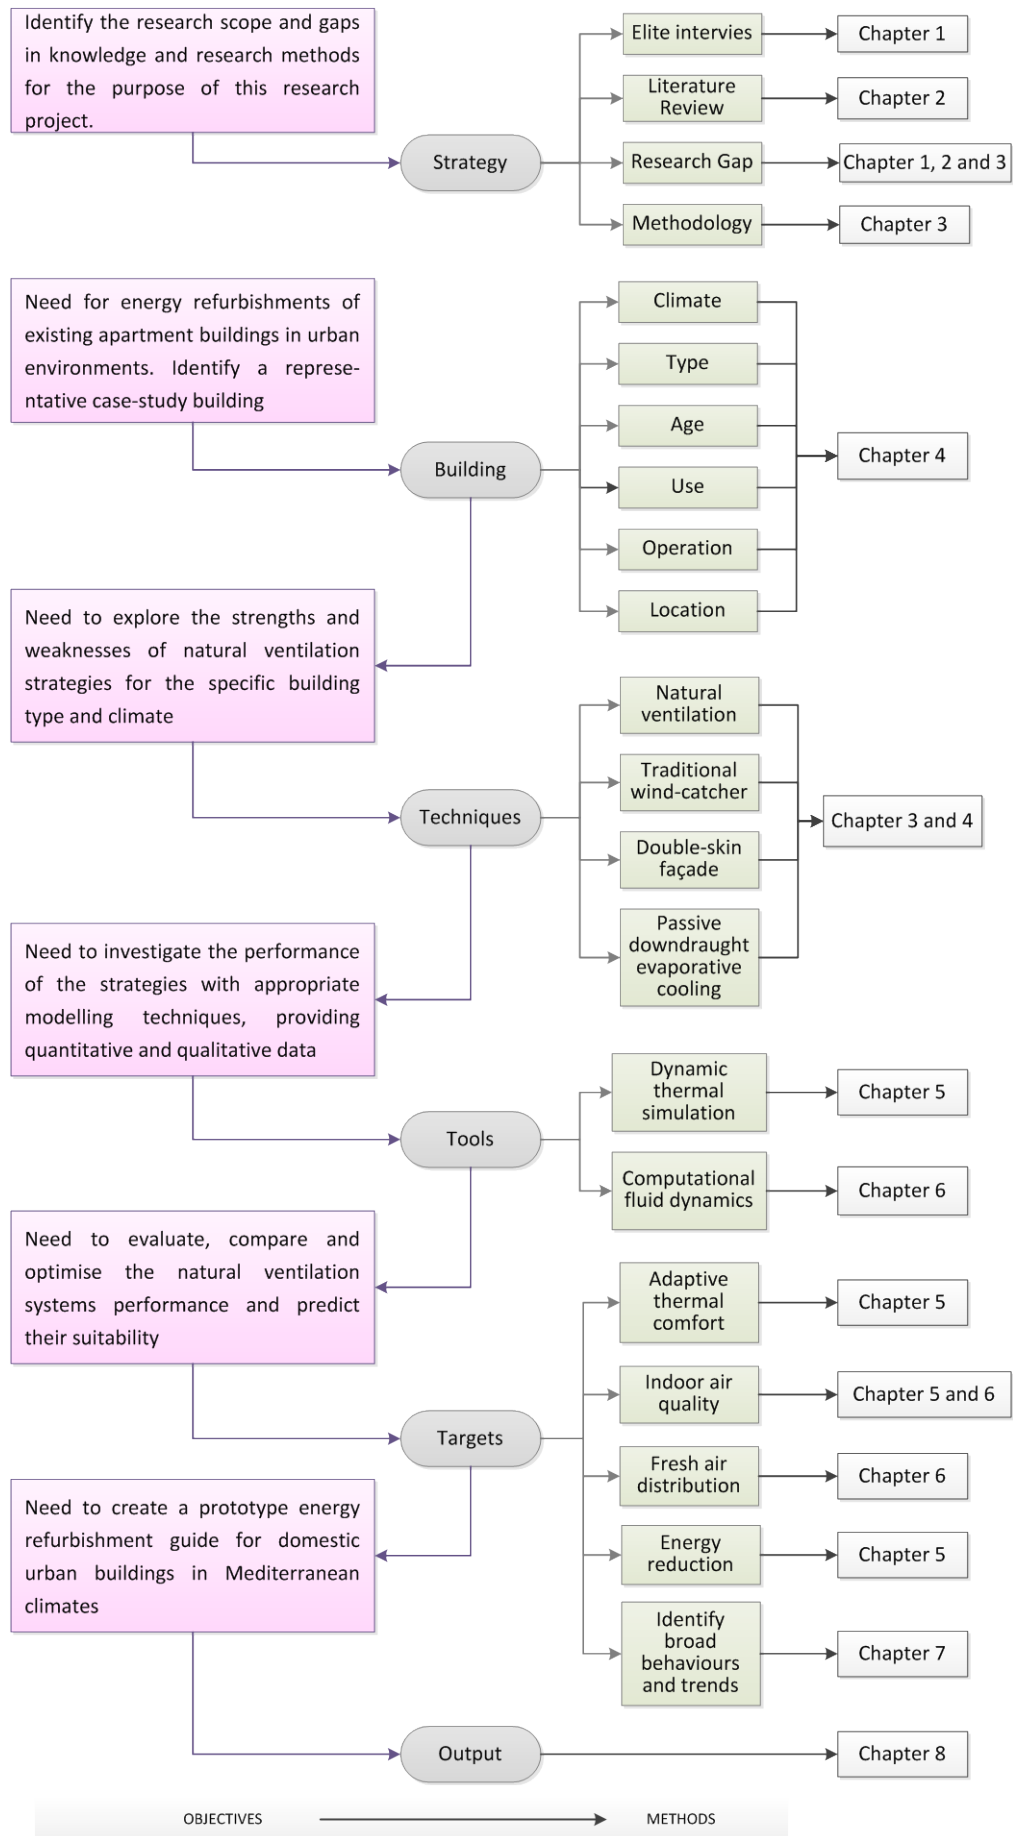 Identify the research scope and gaps
in knowledge and research methods
for the purpose of this research
project.
Strategy
Elite intervies
Chapter 1
Literature
Review
Chapter 2
Research Gap
Chapter 1, 2 and 3
Methodology
Chapter 3
Need for energy refurbishments of
existing apartment buildings in urban
environments. Identify a represe-
ntative case-study building
Building
Climate
Type
Age
Use
Operation
Location
Chapter 4
Need to explore the strengths and
weaknesses of natural ventilation
strategies for the specific building
type and climate
Techniques
Natural
ventilation
Traditional
wind-catcher
Double-skin
façade
Passive
downdraught
evaporative
cooling
Chapter 3 and 4
Need to investigate the performance
of the strategies with appropriate
modelling techniques, providing
quantitative and qualitative data
Tools
Dynamic
thermal
simulation
Chapter 5
Computational
fluid dynamics
Chapter 6
Need to evaluate, compare and
optimise the natural ventilation
systems performance and predict
their suitability
Targets
Adaptive
thermal
comfort
Chapter 5
Indoor air
quality
Chapter 5 and 6
Fresh air
distribution
Chapter 6
Energy
reduction
Chapter 5
Identify
broad
behaviours
and trends
Chapter 7
Need to create a prototype energy
refurbishment guide for domestic
urban buildings in Mediterranean
climates
Output
Chapter 8
OBJECTIVES
METHODS